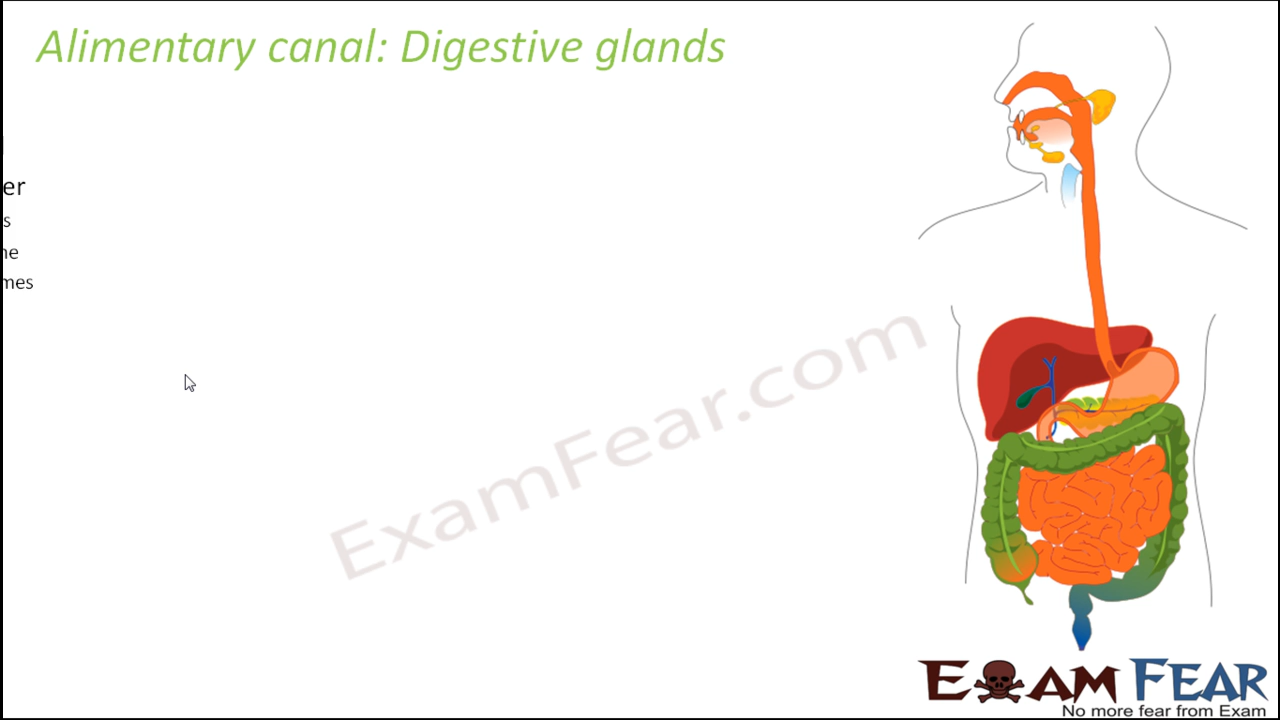 Alimentary canal: Digestive glands
er
s
ne
mes
ExamFear.com
EXAM FEAR
No more fear from Exam